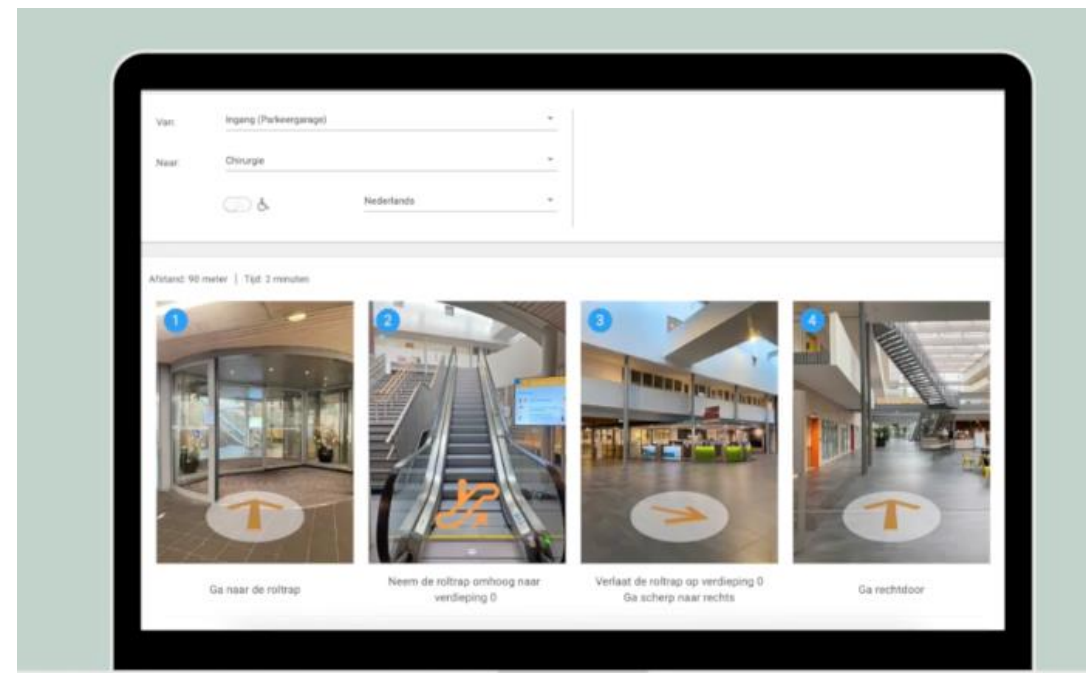 Van: Ingang (Parkeergarage)
Naar: Chirurgie
Nederlands
Afstand: 90 meter | Tijd: 2 minuten
1
2
3
4
Ga naar de roltrap
Neem de roltrap omhoog naar
verdieping 0
Verlaat de roltrap op verdieping 0
Ga scherp naar rechts
Ga rechtdoor